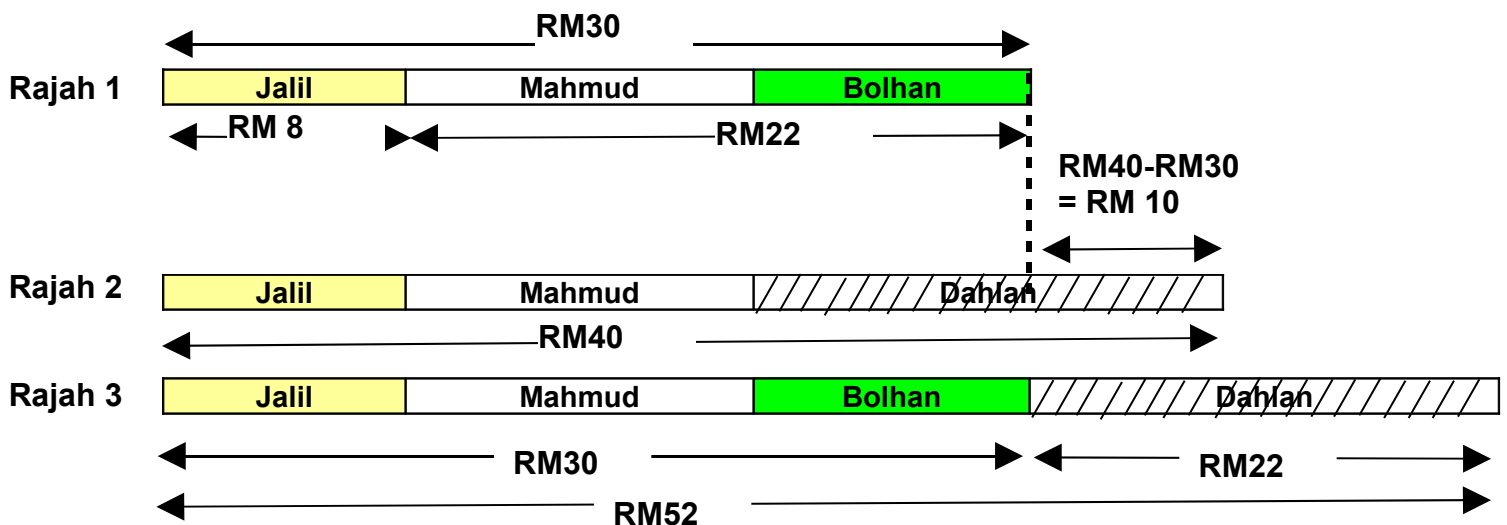 RM30
Rajah 1 Jalil Mahmud Bolhan
RM 8 RM22
RM40-RM30
= RM 10
Rajah 2 Jalil Mahmud Dahlan
RM40
Rajah 3 Jalil Mahmud Bolhan Dahlan
RM30 RM22
RM52